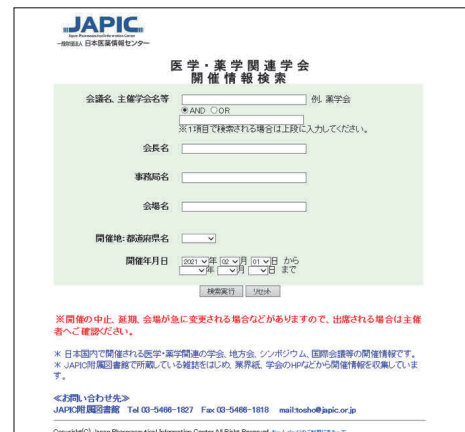 JAPIC
Japan Pharmaceutical Information Center
一般財団法人 日本医薬情報センター
医学・薬学関連学会
開催情報検索
会議名、主催学会名等 例. 薬学会
AND OR
※1項目で検索される場合は上段に入力してください。
会長名
事務局名
会場名
開催地:都道府県名
開催年月日 2021 年 02 月 01 日 から
年 月 日 まで
検索実行 リセット
※開催の中止、延期、会場が急に変更される場合などがありますので、出席される場合は主催
者へご確認ください。
* 日本国内で開催される医学・薬学関連の学会、地方会、シンポジウム、国際会議等の開催情報です。
* JAPIC附属図書館で所蔵している雑誌をはじめ、業界紙、学会のHPなどから開催情報を収集していま
す。
≪お問い合わせ先≫
JAPIC附属図書館 Tel 03-5466-1827 Fax 03-5466-1818 mail:tosho@japic.or.jp
Copyright(C) Japan Pharmaceutical Information Center All Right Reserved